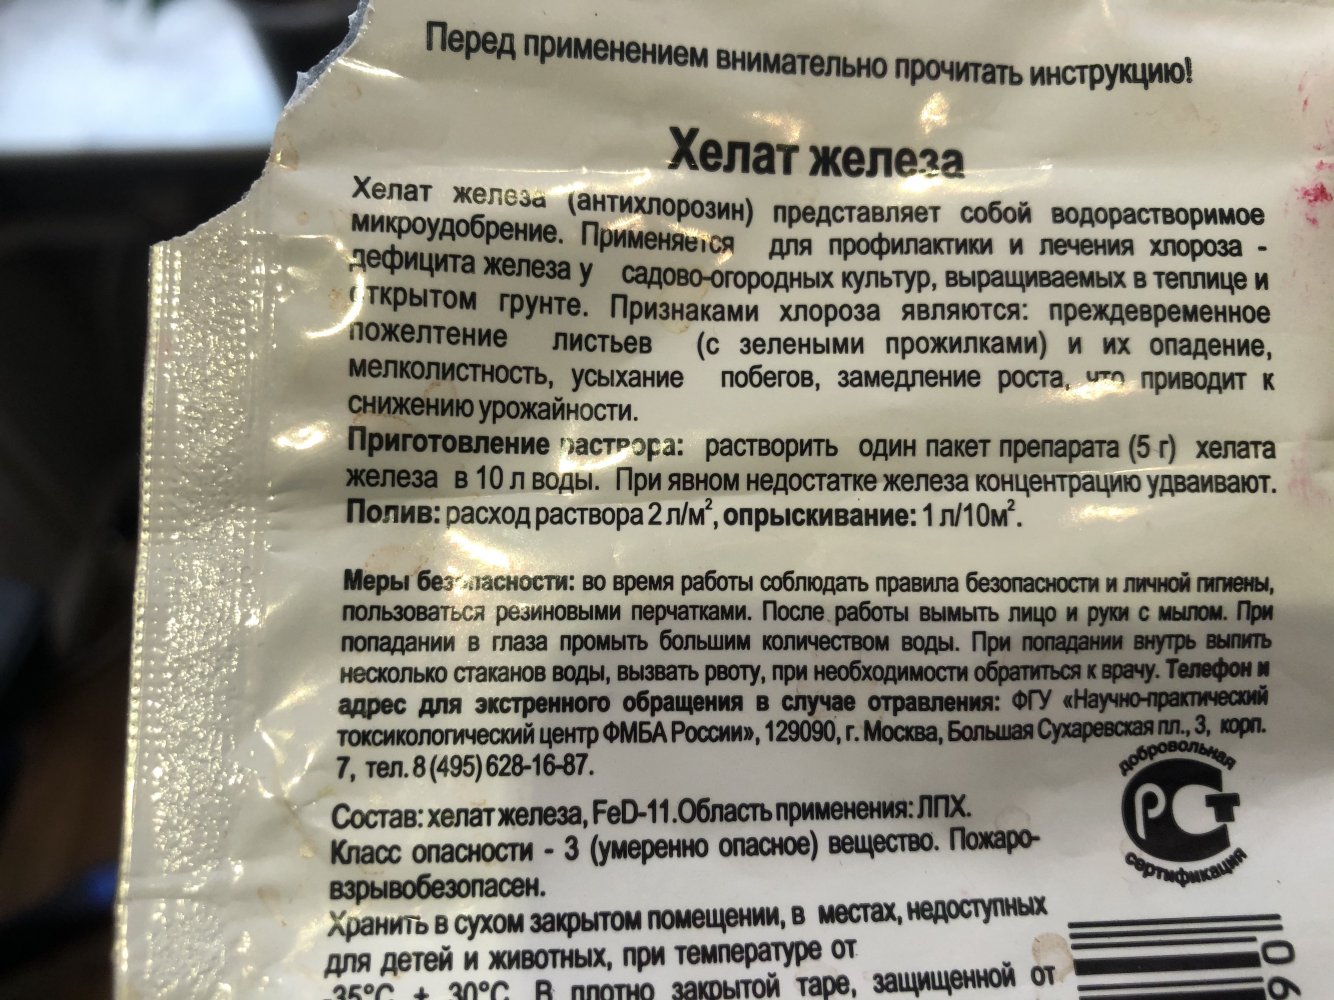 Перед применением внимательно прочитать инструкцию!
Хелат железа
Хелат железа (антихлорозин) представляет собой водорастворимое
микроудобрение. Применяется для профилактики и лечения хлороза -
дефицита железа у садово-огородных культур, выращиваемых в теплице и
открытом грунте. Признаками хлороза являются: преждевременное
пожелтение листьев (с зелеными прожилками) и их опадение,
мелколистность, усыхание побегов, замедление роста, что приводит к
снижению урожайности.
Приготовление раствора: растворить один пакет препарата (5 г) хелата
железа в 10 л воды. При явном недостатке железа концентрацию удваивают.
Полив: расход раствора 2 л/м², опрыскивание: 1 л/10м².
Меры безопасности: во время работы соблюдать правила безопасности и личной гигиены,
пользоваться резиновыми перчатками. После работы вымыть лицо и руки с мылом. При
попадании в глаза промыть большим количеством воды. При попадании внутрь выпить
несколько стаканов воды, вызвать рвоту, при необходимости обратиться к врачу. Телефон и
адрес для экстренного обращения в случае отравления: ФГУ «Научно-практический
токсикологический центр ФМБА России», 129090, г. Москва, Большая Сухаревская пл., 3, корп.
7, тел. 8 (495) 628-16-87.
добровольная
РСТ
сертификация
Состав: хелат железа, FeD-11. Область применения: ЛПХ.
Класс опасности - 3 (умеренно опасное) вещество. Пожаро-
взрывобезопасен.
Хранить в сухом закрытом помещении, в местах, недоступных
для детей и животных, при температуре от
-35°С + 30°С. В плотно закрытой таре, защищенной от
06